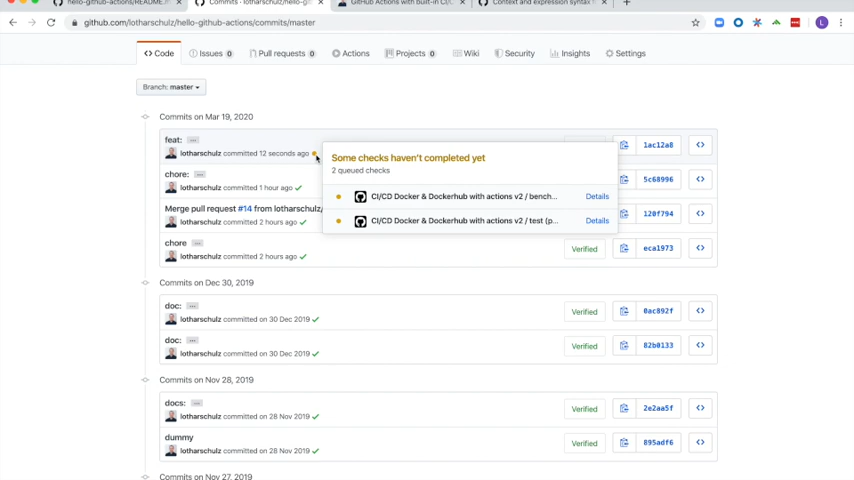 hello-github-actions/README.m
Commits · lotharschulz/hello-gi
GitHub Actions with built-in CI/
Context and expression syntax f
github.com/lotharschulz/hello-github-actions/commits/master
L
Code
Issues 0
Pull requests 0
Actions
Projects 0
Wiki
Security
Insights
Settings
Branch: master
Commits on Mar 19, 2020
feat: ...
lotharschulz committed 12 seconds ago
1ac12a8
Some checks haven't completed yet
2 queued checks
CI/CD Docker & Dockerhub with actions v2 / bench... Details
CI/CD Docker & Dockerhub with actions v2 / test (p... Details
chore: ...
lotharschulz committed 1 hour ago
5c68996
Merge pull request #14 from lotharschulz/
lotharschulz committed 2 hours ago
120f794
chore ...
lotharschulz committed 2 hours ago
Verified
eca1973
Commits on Dec 30, 2019
doc: ...
lotharschulz committed on 30 Dec 2019
Verified
0ac892f
doc: ...
lotharschulz committed on 30 Dec 2019
Verified
82b0133
Commits on Nov 28, 2019
docs: ...
lotharschulz committed on 28 Nov 2019
Verified
2e2aa5f
dummy
lotharschulz committed on 28 Nov 2019
Verified
895adf6
Commits on Nov 27, 2019